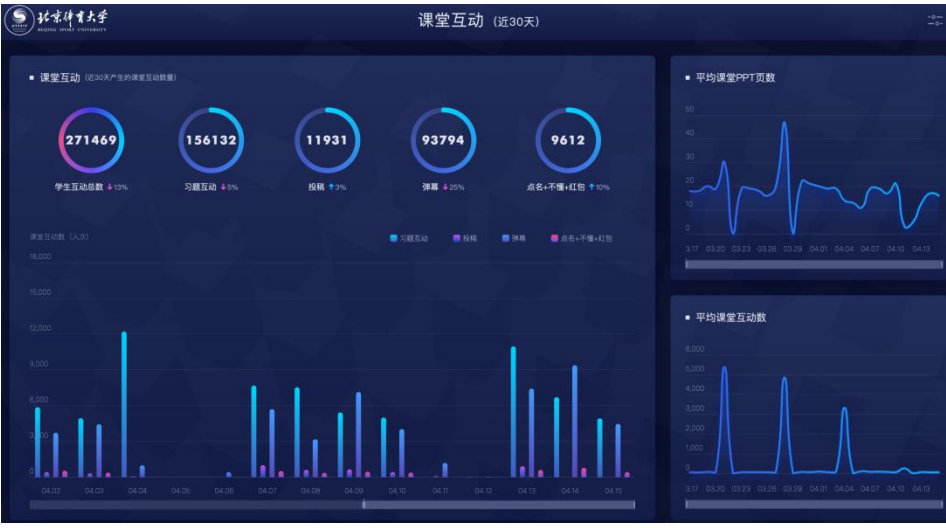 北京体育大学
BEIJING SPORT UNIVERSITY
课堂互动 (近30天)
课堂互动 (近30天产生的课堂互动数量)
271469
156132
11931
93794
9612
学生互动总数 13%
习题互动 5%
投稿 3%
弹幕 25%
点名+不懂+红包 10%
课堂互动数 (人次)
习题互动 投稿 弹幕 点名+不懂+红包
18,000
15,000
12,000
9,000
6,000
3,000
0
04.02 04.03 04.04 04.05 04.06 04.07 04.08 04.09 04.10 04.11 04.12 04.13 04.14 04.15
平均课堂PPT页数
50
40
30
20
10
0
3.17 03.20 03.23 03.26 03.29 04.01 04.04 04.07 04.10 04.13
平均课堂互动数
6,000
5,000
4,000
3,000
2,000
1,000
0
3.17 03.20 03.23 03.26 03.29 04.01 04.04 04.07 04.10 04.13